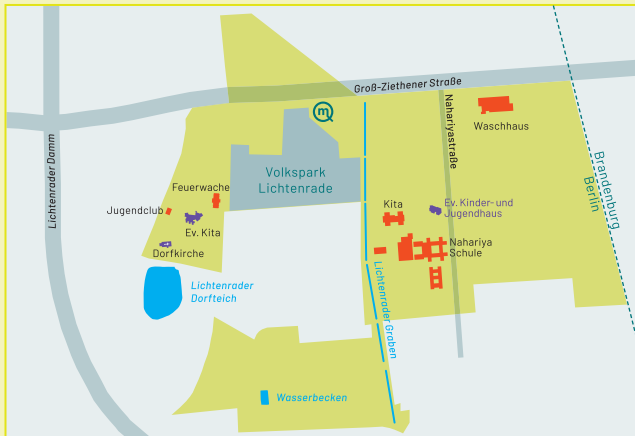 Groß-Ziethener Straße
Lichtenrader Damm
m
Nahariyastraße
Waschhaus
Brandenburg
Berlin
Volkspark
Lichtenrade
Feuerwache
Jugendclub
Ev. Kita
Dorfkirche
Kita
Ev. Kinder- und
Jugendhaus
Nahariya
Schule
Lichtenrader
Dorfteich
Lichtenrader Graben
Wasserbecken